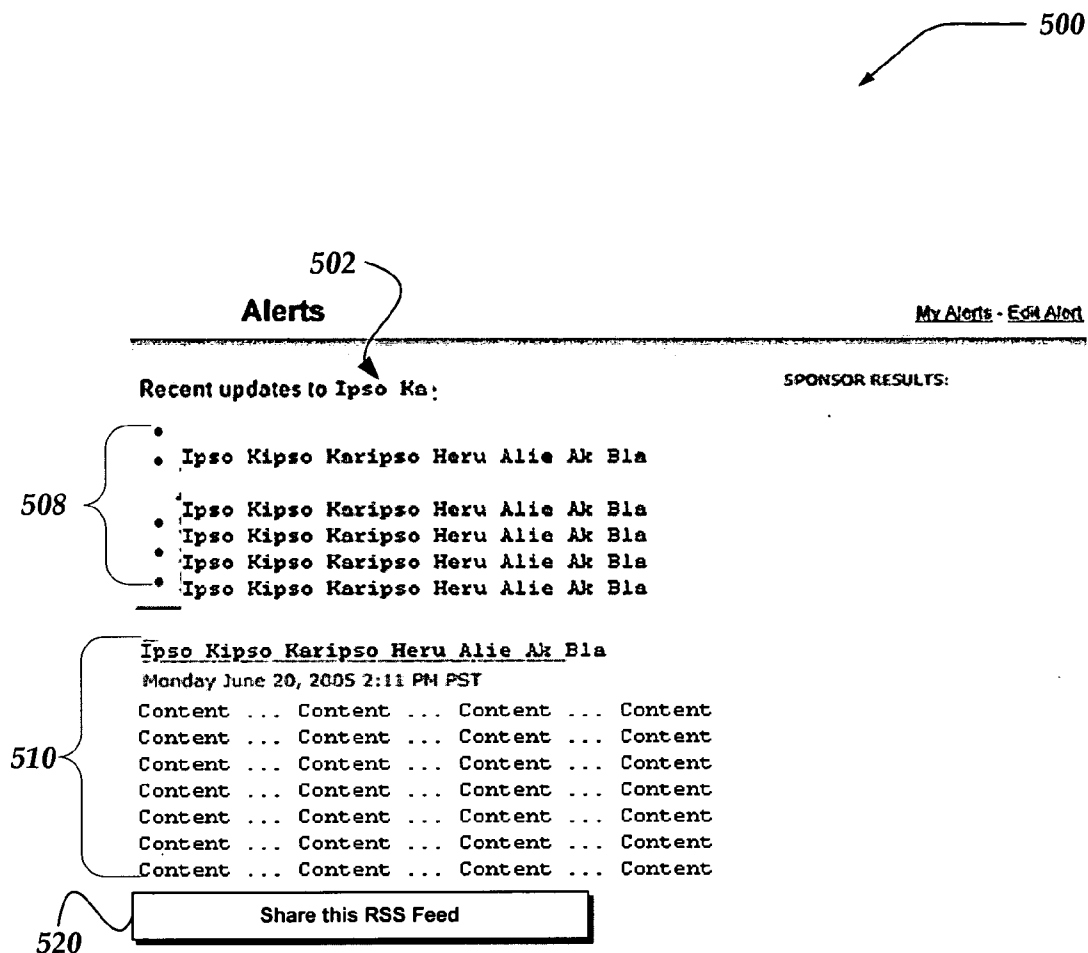 500
502
Alerts
My Alerts - Edit Alert
Recent updates to Ipso Ka:
SPONSOR RESULTS:
508
• 
• Ipso Kipso Karipso Heru Alie Ak Bla
Ipso Kipso Karipso Heru Alie Ak Bla
• Ipso Kipso Karipso Heru Alie Ak Bla
• Ipso Kipso Karipso Heru Alie Ak Bla
• Ipso Kipso Karipso Heru Alie Ak Bla
Ipso Kipso Karipso Heru Alie Ak Bla
Monday June 20, 2005 2:11 PM PST
Content ... Content ... Content ... Content
Content ... Content ... Content ... Content
510
Content ... Content ... Content ... Content
Content ... Content ... Content ... Content
Content ... Content ... Content ... Content
Content ... Content ... Content ... Content
Content ... Content ... Content ... Content
Share this RSS Feed
520